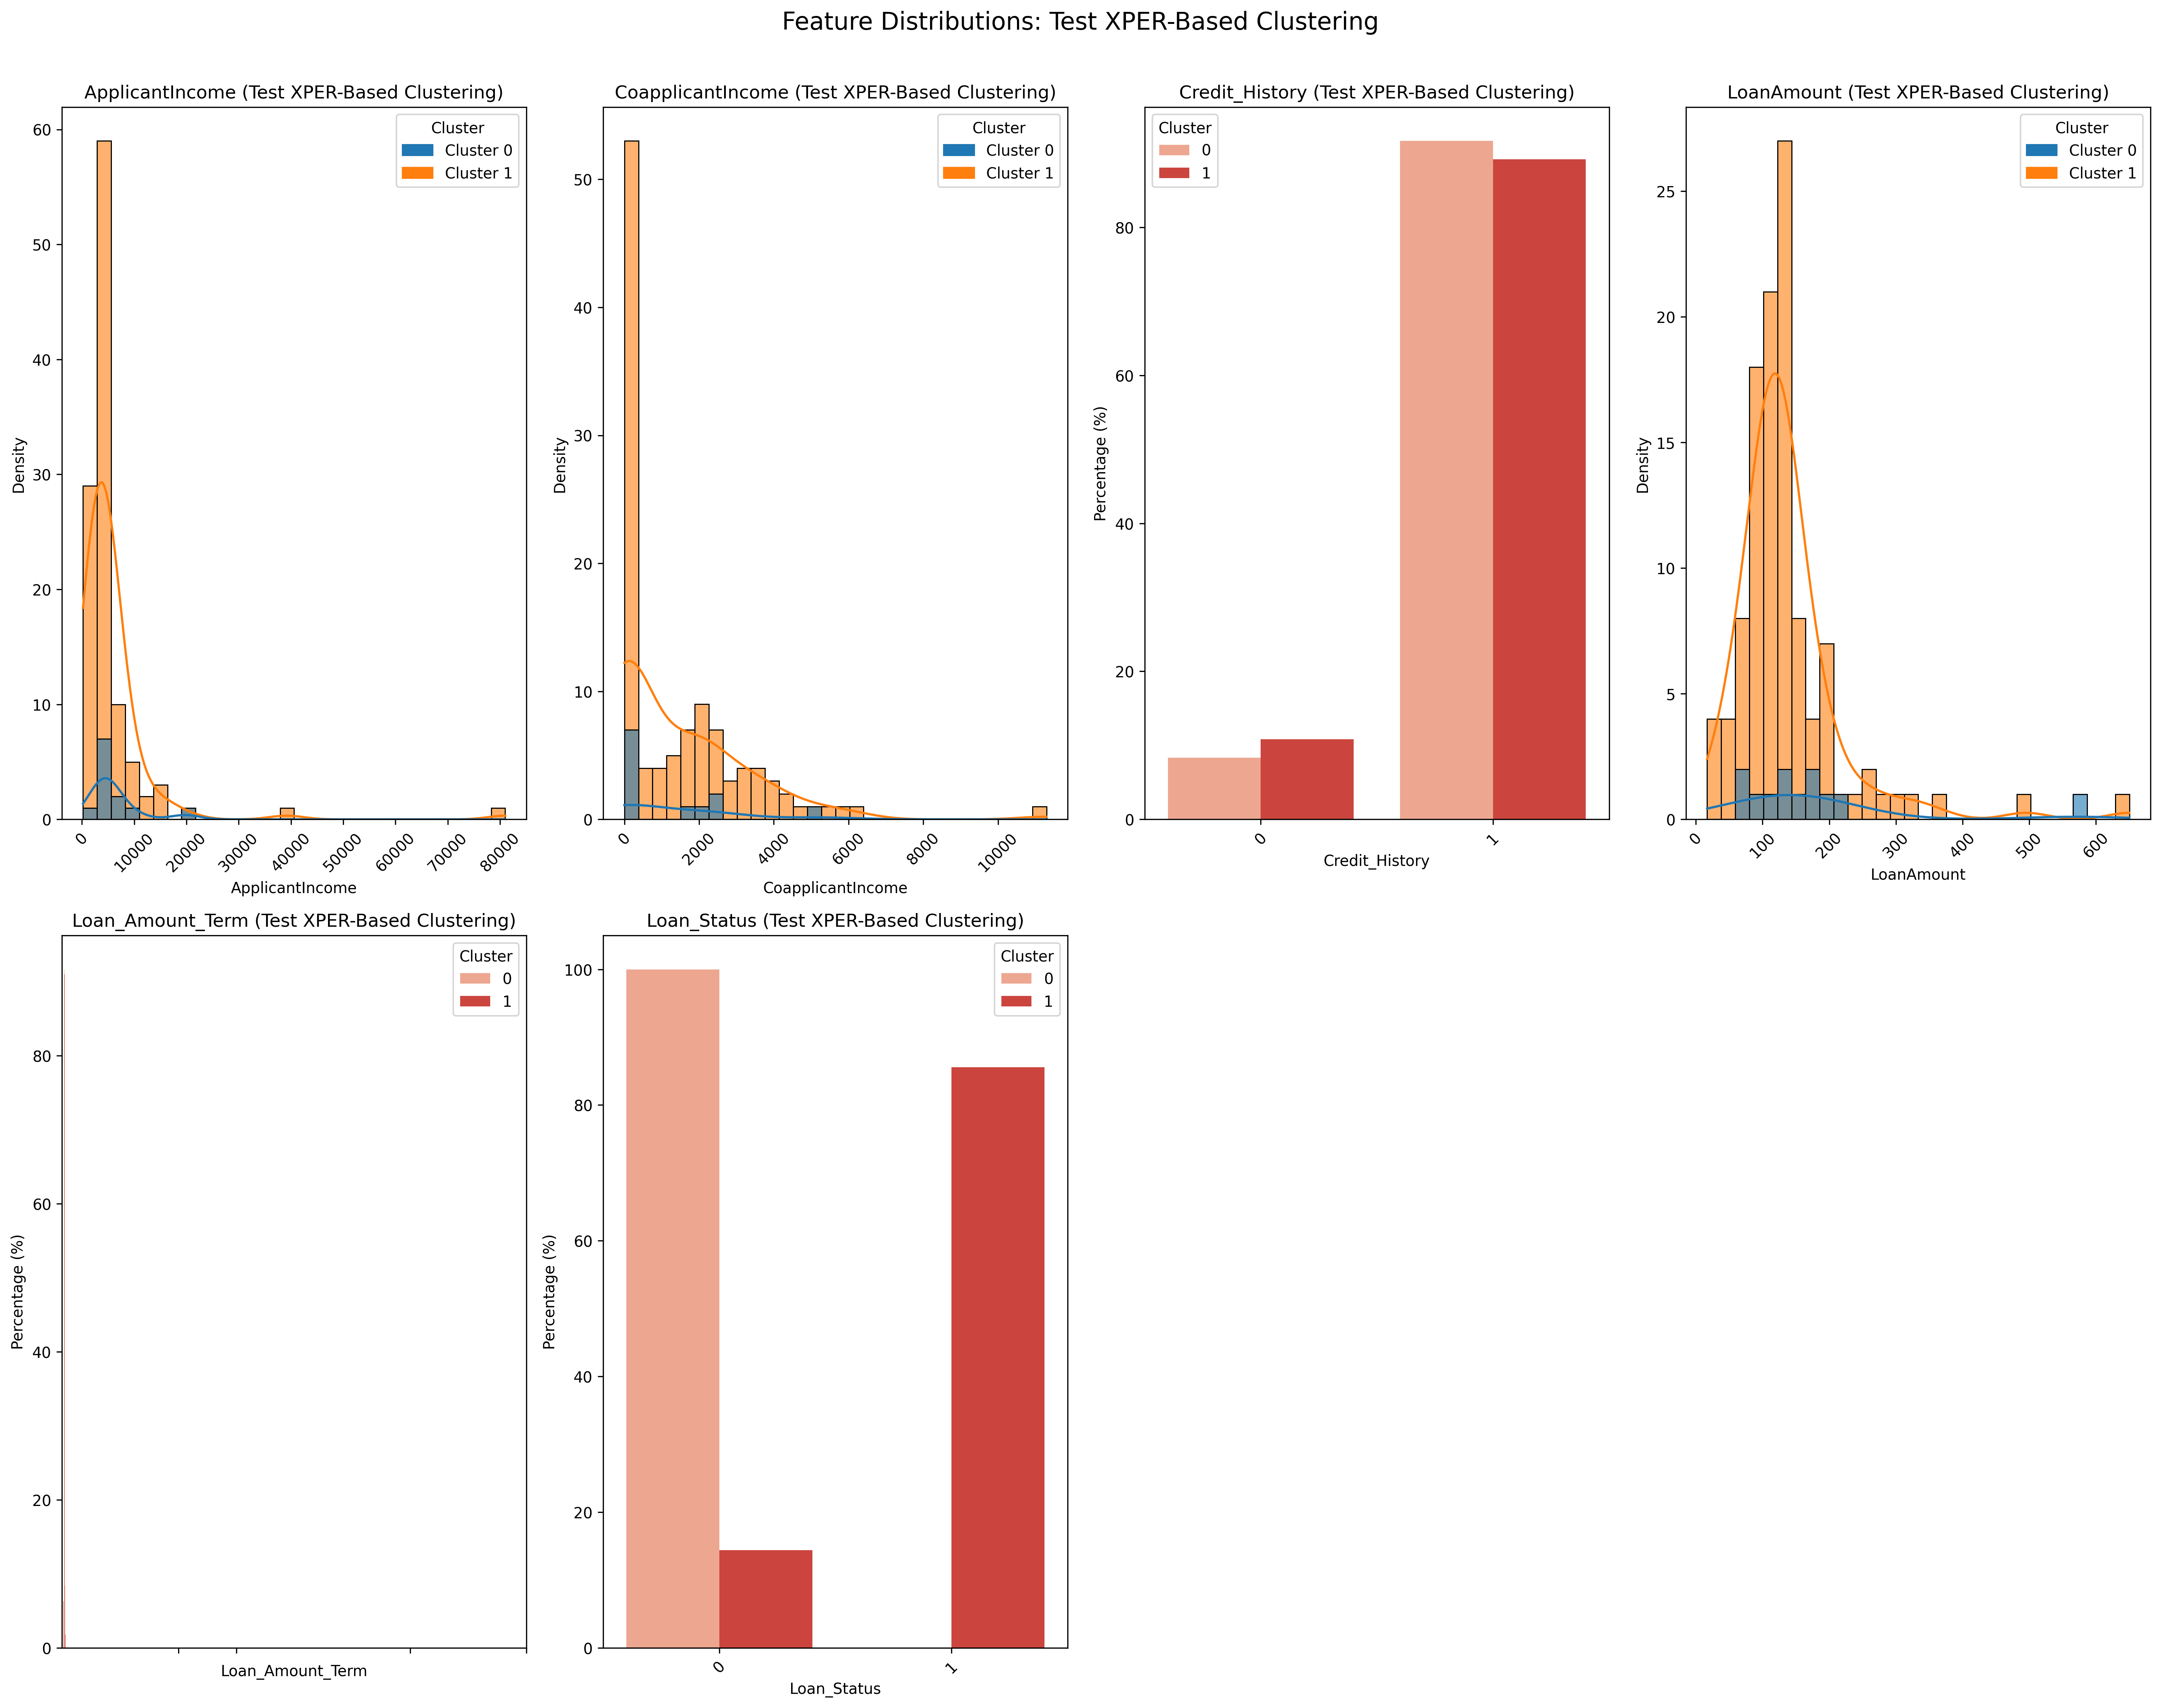 Feature Distributions: Test XPER-Based Clustering
ApplicantIncome (Test XPER-Based Clustering)
Density
60
50
40
30
20
10
0
Cluster
Cluster 0
Cluster 1
0 10000 20000 30000 40000 50000 60000 70000 80000
ApplicantIncome
CoapplicantIncome (Test XPER-Based Clustering)
Density
50
40
30
20
10
0
Cluster
Cluster 0
Cluster 1
0 2000 4000 6000 8000 10000
CoapplicantIncome
Credit_History (Test XPER-Based Clustering)
Percentage (%)
80
60
40
20
0
Cluster
0
1
0 1
Credit_History
LoanAmount (Test XPER-Based Clustering)
Density
25
20
15
10
5
0
Cluster
Cluster 0
Cluster 1
0 100 200 300 400 500 600
LoanAmount
Loan_Amount_Term (Test XPER-Based Clustering)
Percentage (%)
80
60
40
20
0
Cluster
0
1
Loan_Amount_Term
Loan_Status (Test XPER-Based Clustering)
Percentage (%)
100
80
60
40
20
0
Cluster
0
1
0 1
Loan_Status